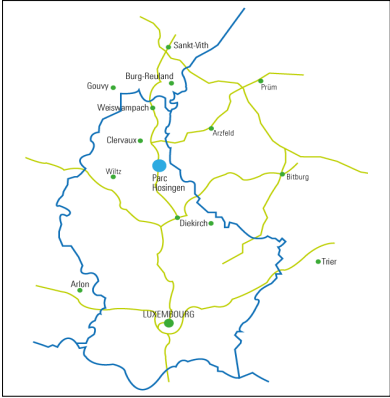 Sankt-Vith
Burg-Reuland
Gouvy
Prüm
Weiswampach
Arzfeld
Clervaux
Wiltz
Parc
Hosingen
Bitburg
Diekirch
Trier
Arlon
LUXEMBOURG